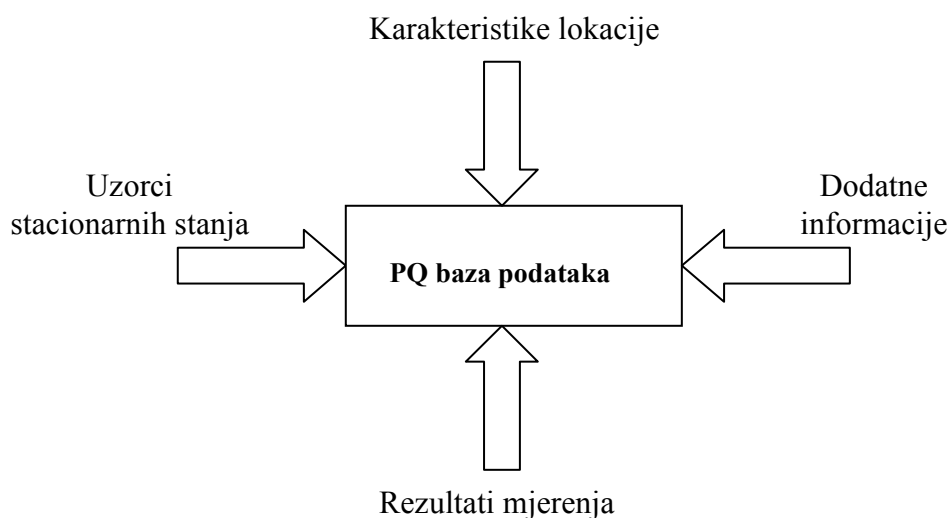 Karakteristike lokacije
Uzorci
stacionarnih stanja
Dodatne
informacije
PQ baza podataka
Rezultati mjerenja